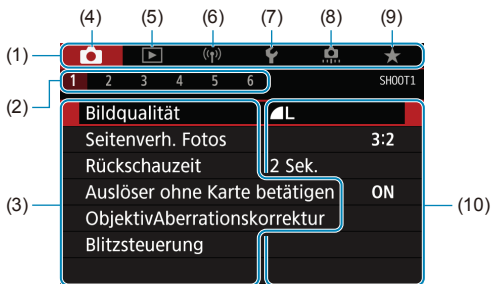 (4) (5) (6) (7) (8) (9)
(1)
(2) 1 2 3 4 5 6 SHOOT1
Bildqualität L
Seitenverh. Fotos 3:2
Rückschauzeit 2 Sek.
(3) Auslöser ohne Karte betätigen ON (10)
ObjektivAberrationskorrektur
Blitzsteuerung